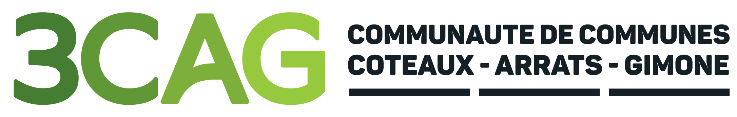 3CAG
COMMUNAUTE DE COMMUNES
COTEAUX - ARRATS - GIMONE